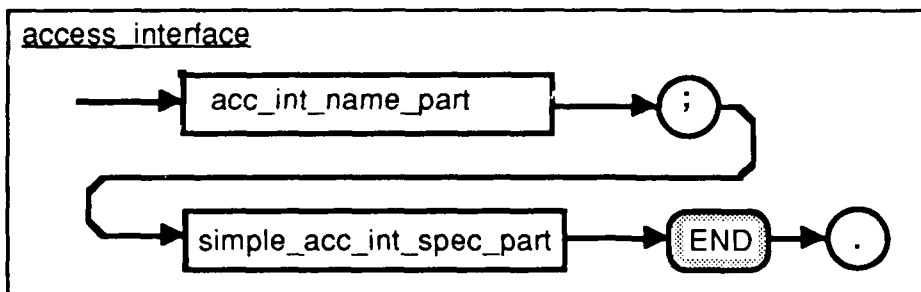 access_interface
acc_int_name_part ;
simple_acc_int_spec_part END .